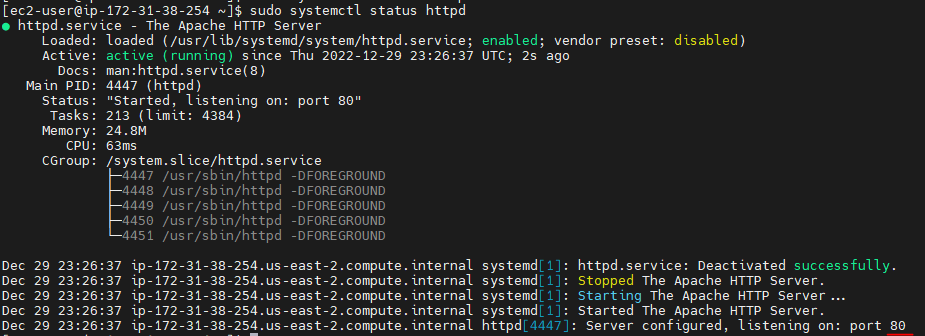 [ec2-user@ip-172-31-38-254 ~]$ sudo systemctl status httpd
● httpd.service - The Apache HTTP Server
     Loaded: loaded (/usr/lib/systemd/system/httpd.service; enabled; vendor preset: disabled)
     Active: active (running) since Thu 2022-12-29 23:26:37 UTC; 2s ago
       Docs: man:httpd.service(8)
   Main PID: 4447 (httpd)
     Status: "Started, listening on: port 80"
      Tasks: 213 (limit: 4384)
     Memory: 24.8M
        CPU: 63ms
     CGroup: /system.slice/httpd.service
             ├─4447 /usr/sbin/httpd -DFOREGROUND
             ├─4448 /usr/sbin/httpd -DFOREGROUND
             ├─4449 /usr/sbin/httpd -DFOREGROUND
             ├─4450 /usr/sbin/httpd -DFOREGROUND
             └─4451 /usr/sbin/httpd -DFOREGROUND
Dec 29 23:26:37 ip-172-31-38-254.us-east-2.compute.internal systemd[1]: httpd.service: Deactivated successfully.
Dec 29 23:26:37 ip-172-31-38-254.us-east-2.compute.internal systemd[1]: Stopped The Apache HTTP Server.
Dec 29 23:26:37 ip-172-31-38-254.us-east-2.compute.internal systemd[1]: Starting The Apache HTTP Server...
Dec 29 23:26:37 ip-172-31-38-254.us-east-2.compute.internal systemd[1]: Started The Apache HTTP Server.
Dec 29 23:26:37 ip-172-31-38-254.us-east-2.compute.internal httpd[4447]: Server configured, listening on: port 80